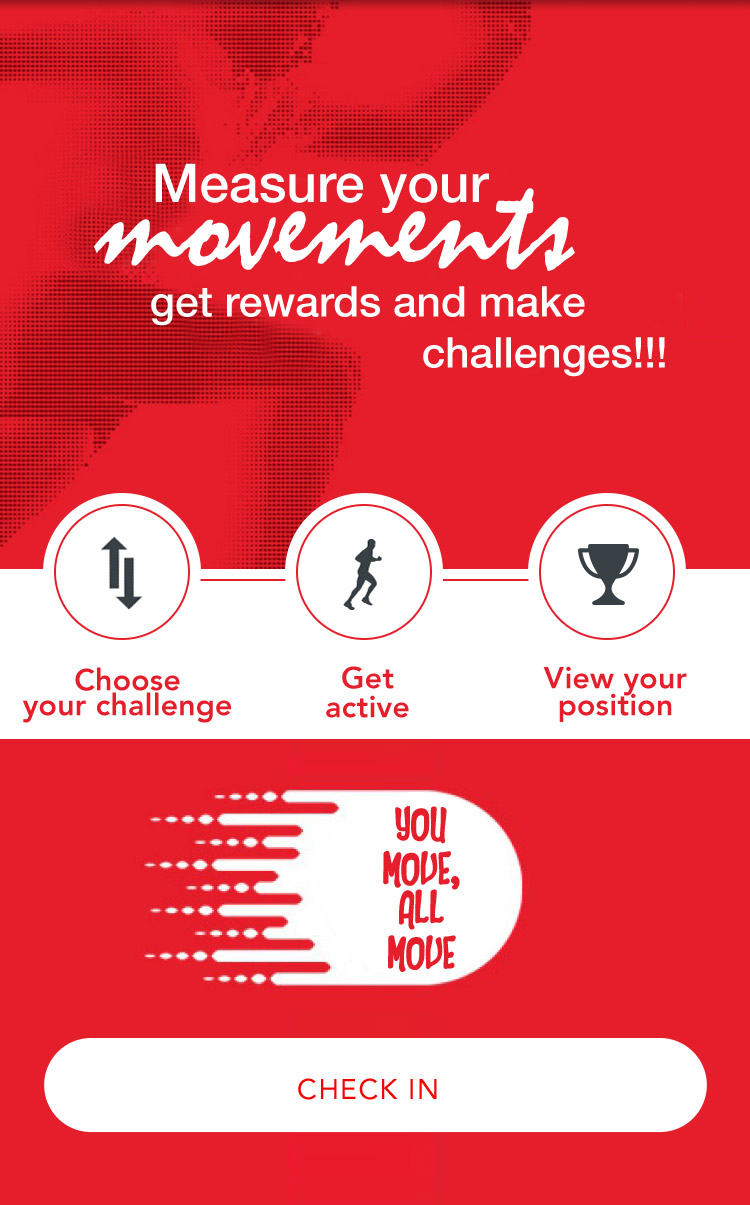 Measure your
movements
get rewards and make
challenges!!!
Choose
your challenge
Get
active
View your
position
YOU
MOVE,
ALL
MOVE
CHECK IN